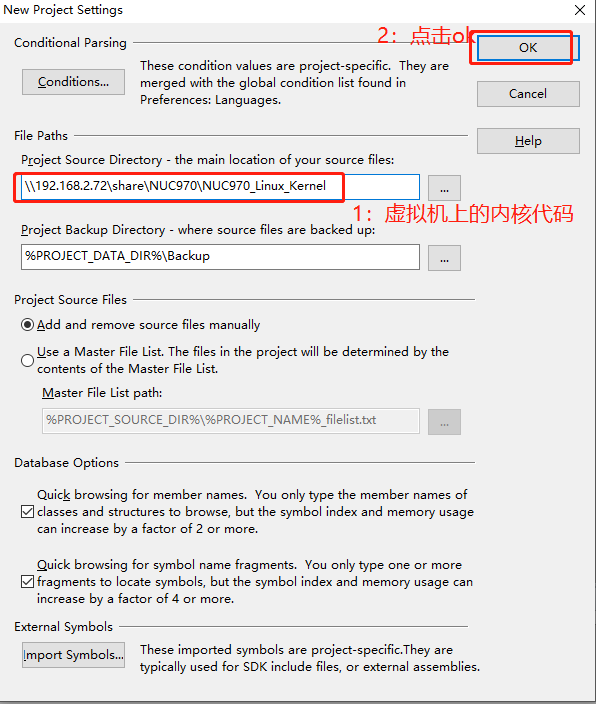 New Project Settings
2：点击ok
Conditional Parsing
OK
Conditions...
These condition values are project-specific. They are
merged with the global condition list found in
Preferences: Languages.
Cancel
File Paths
Help
Project Source Directory - the main location of your source files:
\\192.168.2.72\share\NUC970\NUC970_Linux_Kernel
...
1：虚拟机上的内核代码
Project Backup Directory - where source files are backed up:
%PROJECT_DATA_DIR%\Backup
...
Project Source Files
Add and remove source files manually
Use a Master File List. The files in the project will be determined by the
contents of the Master File List.
Master File List path:
%PROJECT_SOURCE_DIR%\%PROJECT_NAME%_filelist.txt
...
Database Options
Quick browsing for member names. You only type the member names of
classes and structures to browse, but the symbol index and memory usage
can increase by a factor of 2 or more.
Quick browsing for symbol name fragments. You only type one or more
fragments to locate symbols, but the symbol index and memory usage can
increase by a factor of 4 or more.
External Symbols
Import Symbols...
These imported symbols are project-specific.They are
typically used for SDK include files, or external assemblies.